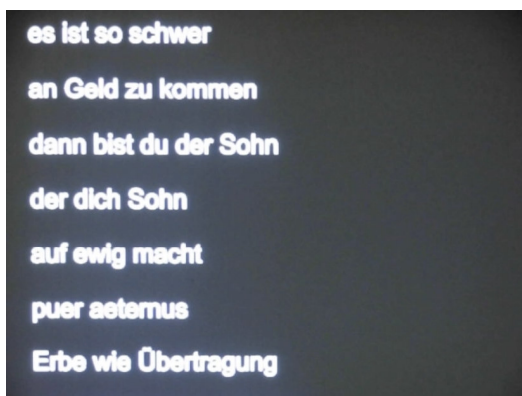 es ist so schwer
an Geld zu kommen
dann bist du der Sohn
der dich Sohn
auf ewig macht
puer aeternus
Erbe wie Übertragung